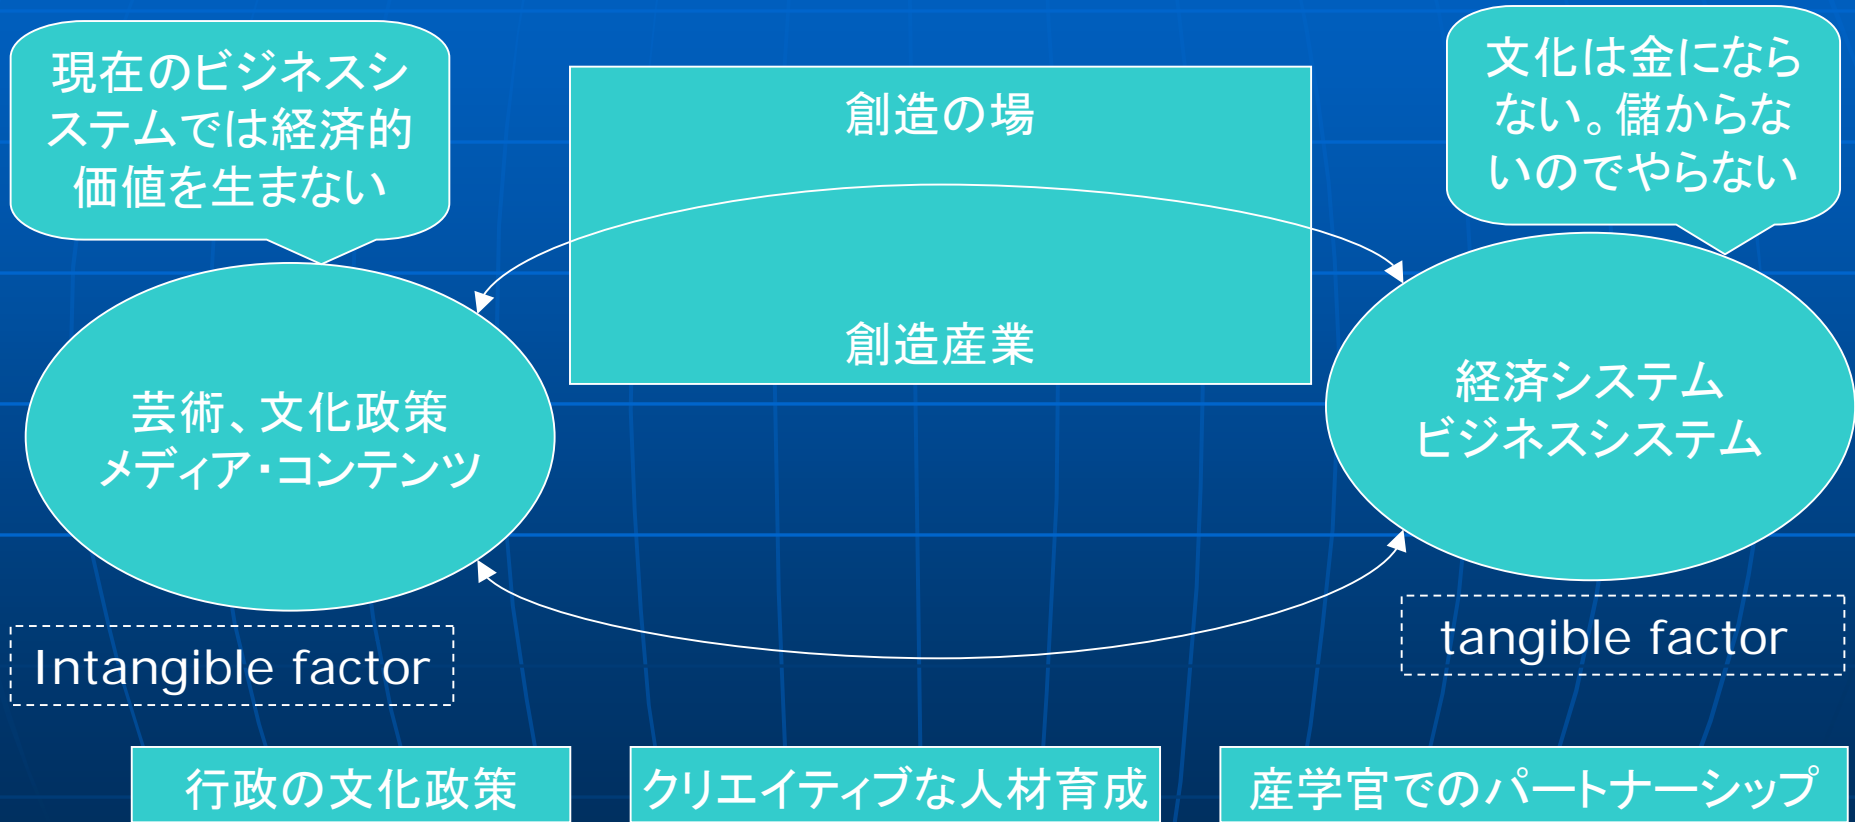 現在のビジネスシ
ステムでは経済的
価値を生まない
創造の場
創造産業
文化は金になら
ない。儲からな
いのでやらない
芸術、文化政策
メディア・コンテンツ
経済システム
ビジネスシステム
Intangible factor
tangible factor
行政の文化政策
クリエイティブな人材育成
産学官でのパートナーシップ